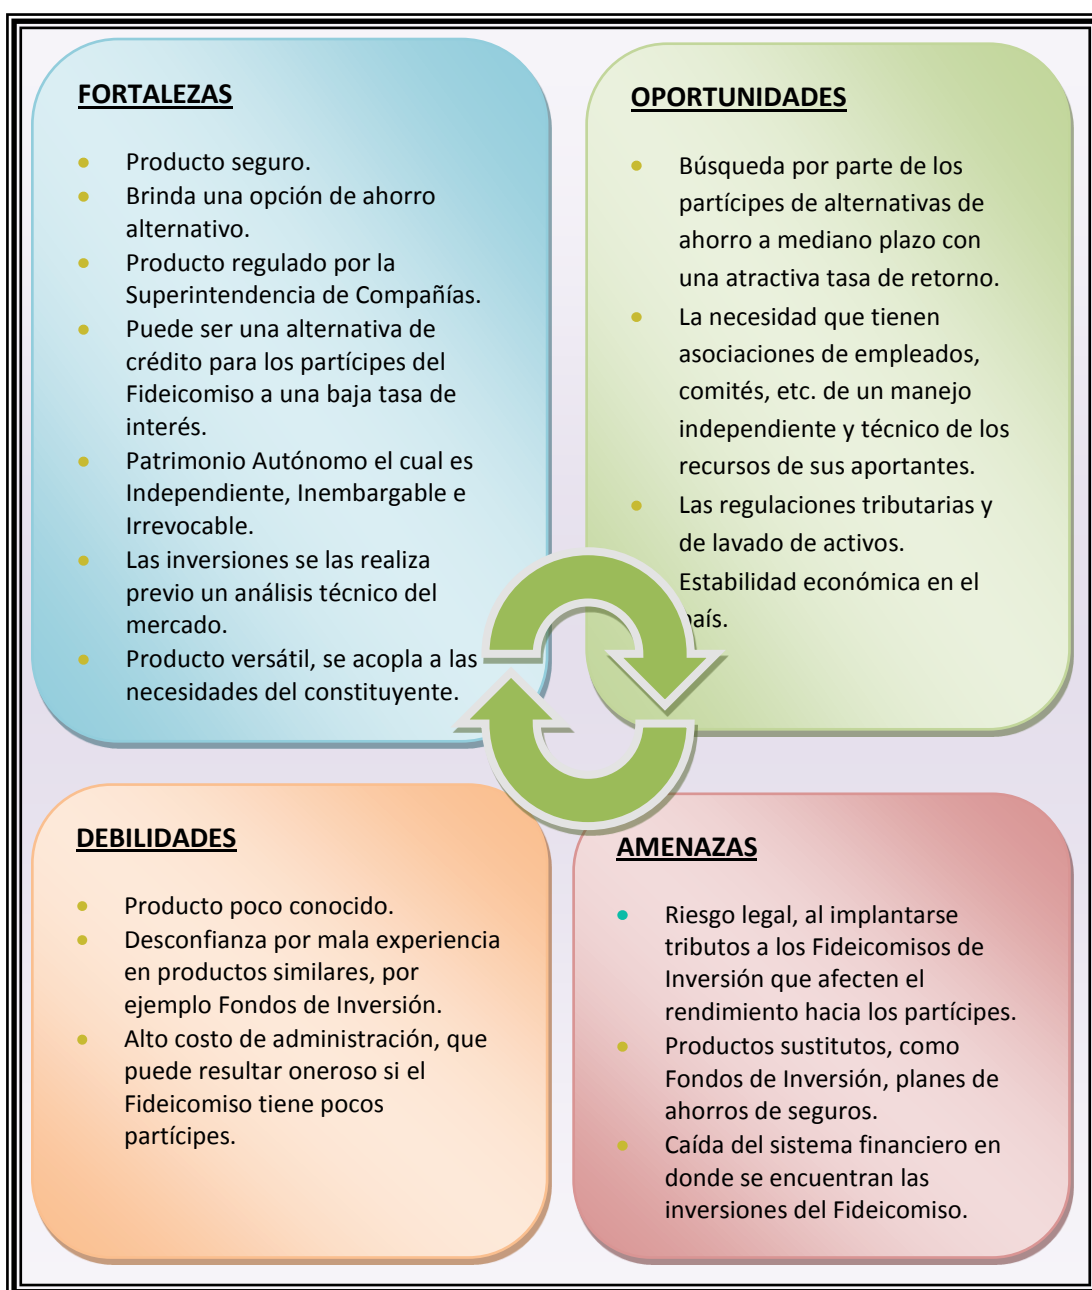 FORTALEZAS
Producto seguro.
Brinda una opción de ahorro
alternativo.
Producto regulado por la
Superintendencia de Compañías.
Puede ser una alternativa de
crédito para los partícipes del
Fideicomiso a una baja tasa de
interés.
Patrimonio Autónomo el cual es
Independiente, Inembargable e
Irrevocable.
Las inversiones se las realiza
previo un análisis técnico del
mercado.
Producto versátil, se acopla a las
necesidades del constituyente.
OPORTUNIDADES
Búsqueda por parte de los
partícipes de alternativas de
ahorro a mediano plazo con
una atractiva tasa de retorno.
La necesidad que tienen
asociaciones de empleados,
comités, etc. de un manejo
independiente y técnico de los
recursos de sus aportantes.
Las regulaciones tributarias y
de lavado de activos.
Estabilidad económica en el
país.
DEBILIDADES
Producto poco conocido.
Desconfianza por mala experiencia
en productos similares, por
ejemplo Fondos de Inversión.
Alto costo de administración, que
puede resultar oneroso si el
Fideicomiso tiene pocos
partícipes.
AMENAZAS
Riesgo legal, al implantarse
tributos a los Fideicomisos de
Inversión que afecten el
rendimiento hacia los partícipes.
Productos sustitutos, como
Fondos de Inversión, planes de
ahorros de seguros.
Caída del sistema financiero en
donde se encuentran las
inversiones del Fideicomiso.